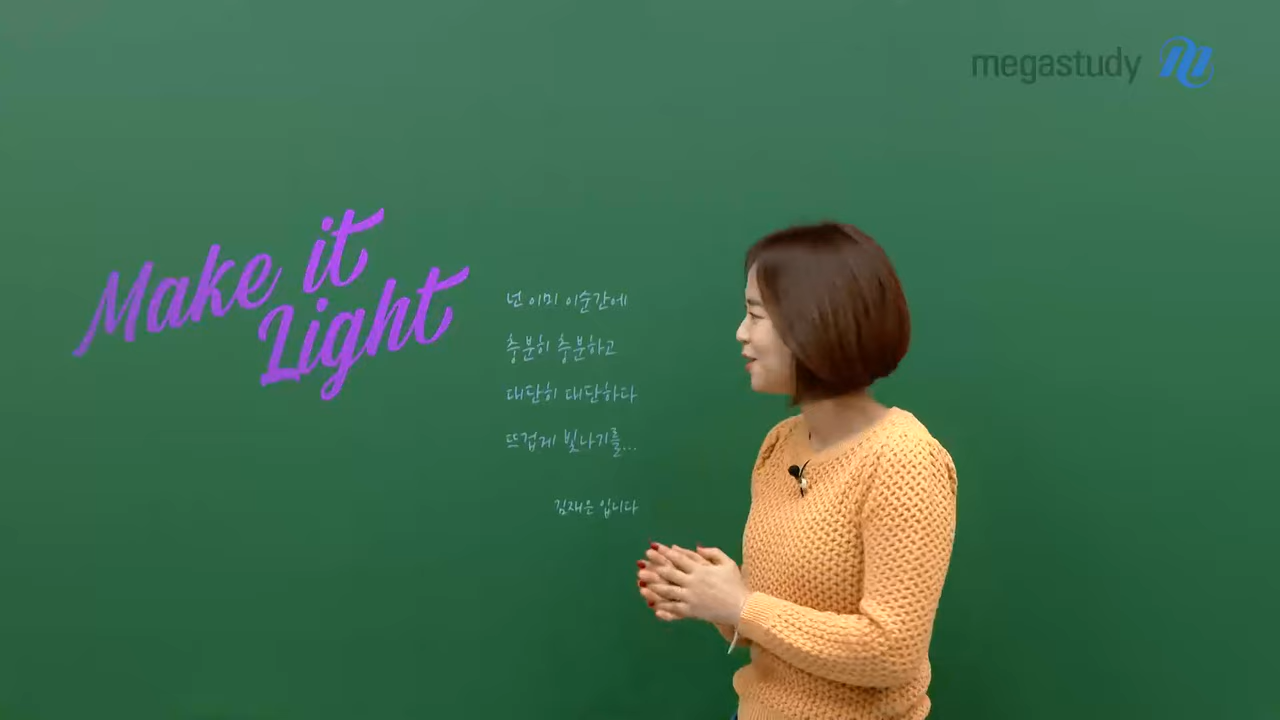 megastudy
Make it
Light
넌 이미 이순간에
충분히 충분하고
대단히 대단하다
뜨겁게 빛나기를...
김재은 입니다